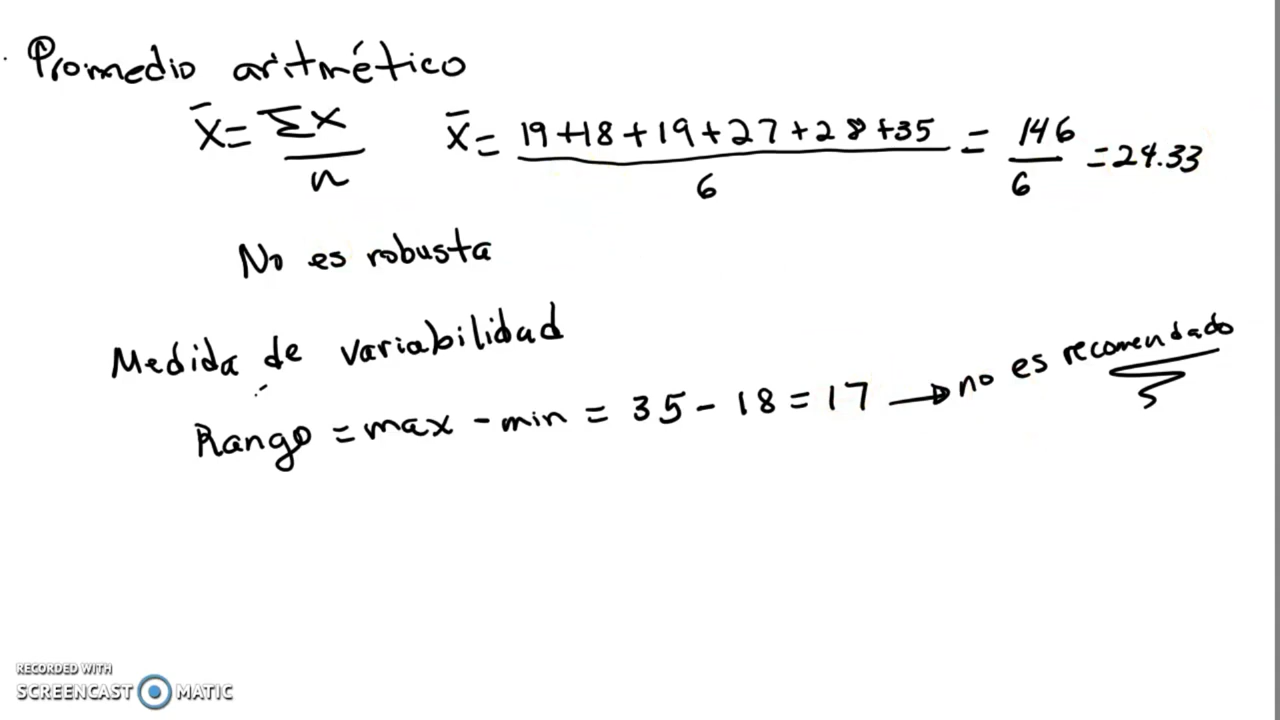 Promedio aritmético
X̄ = Σx / n   X̄ = 19+18+19+27+28+35 / 6 = 146 / 6 = 24.33
No es robusta
Medida de variabilidad
Rango = max - min = 35 - 18 = 17 → no es recomendado
RECORDED WITH
SCREENCAST MATIC